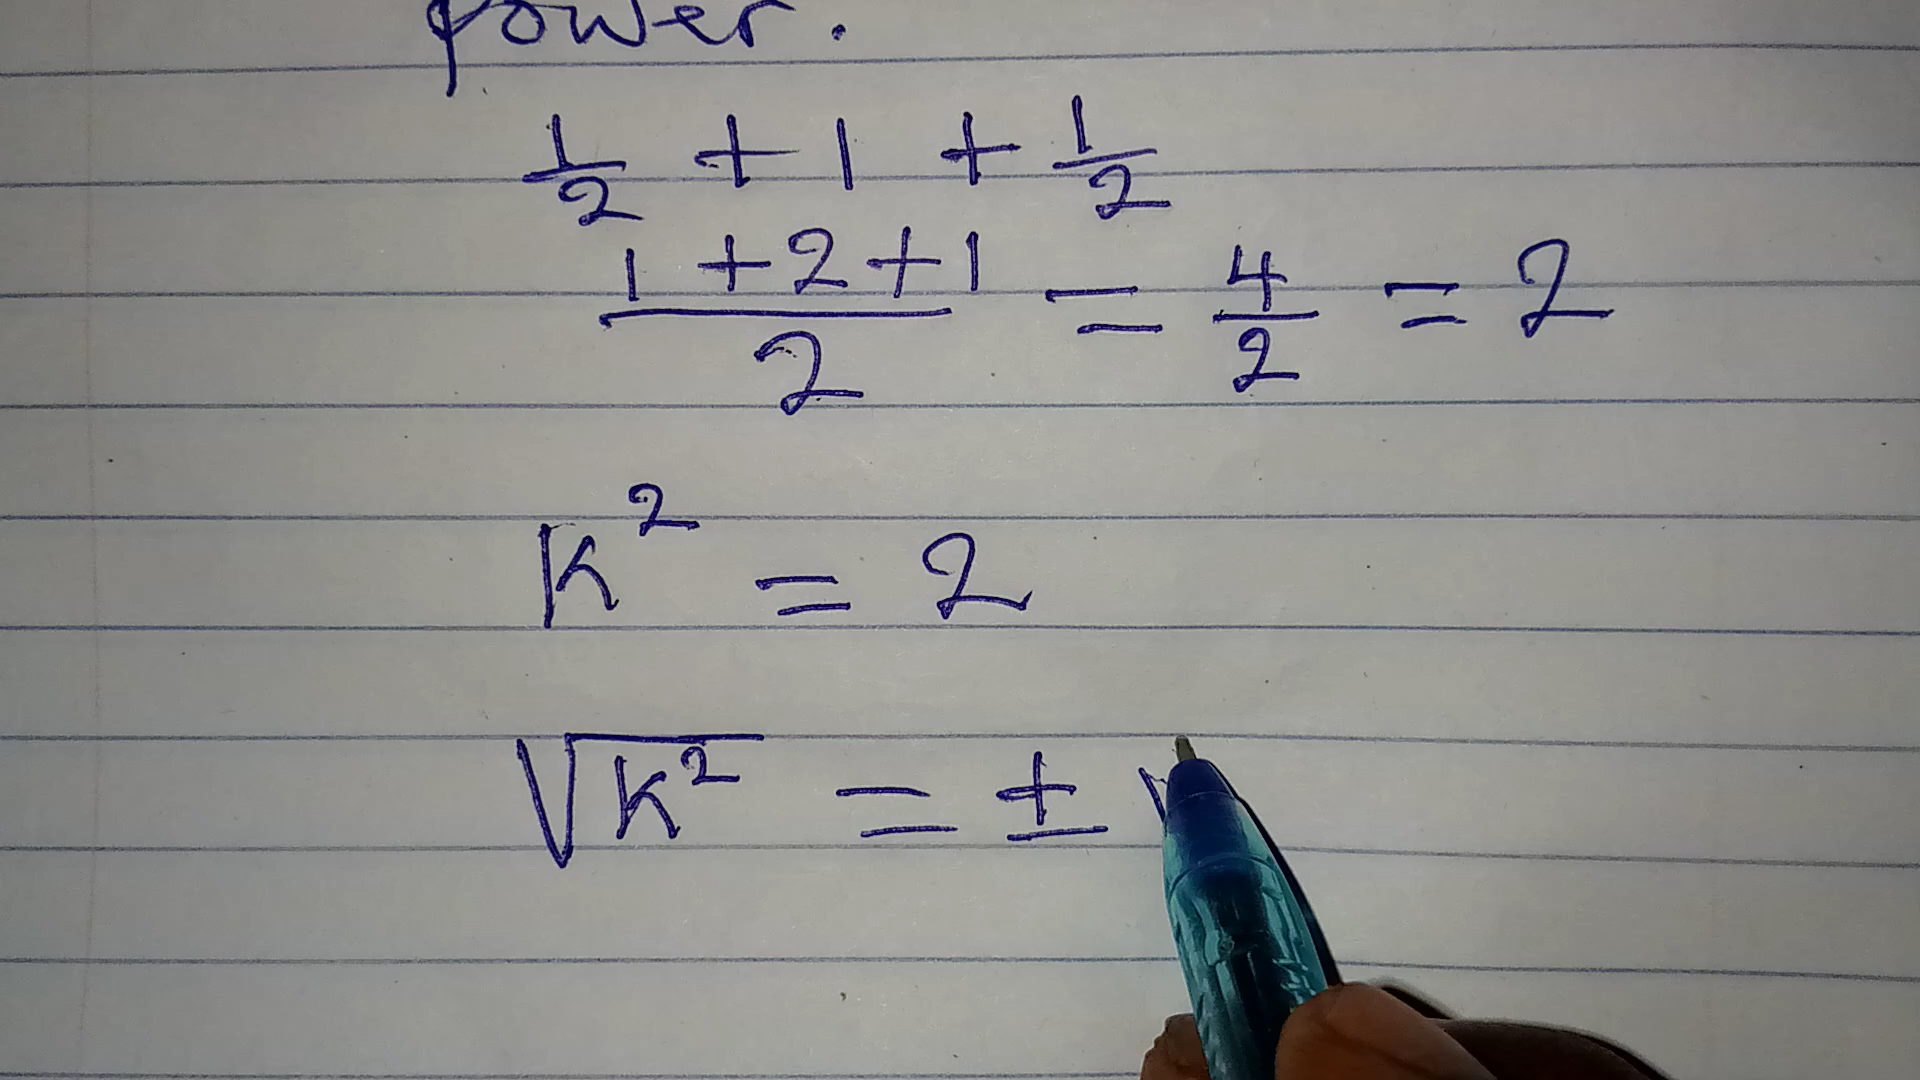 power.
1/2 + 1 + 1/2
(1 + 2 + 1)/2 = 4/2 = 2
K² = 2
√K² = ±